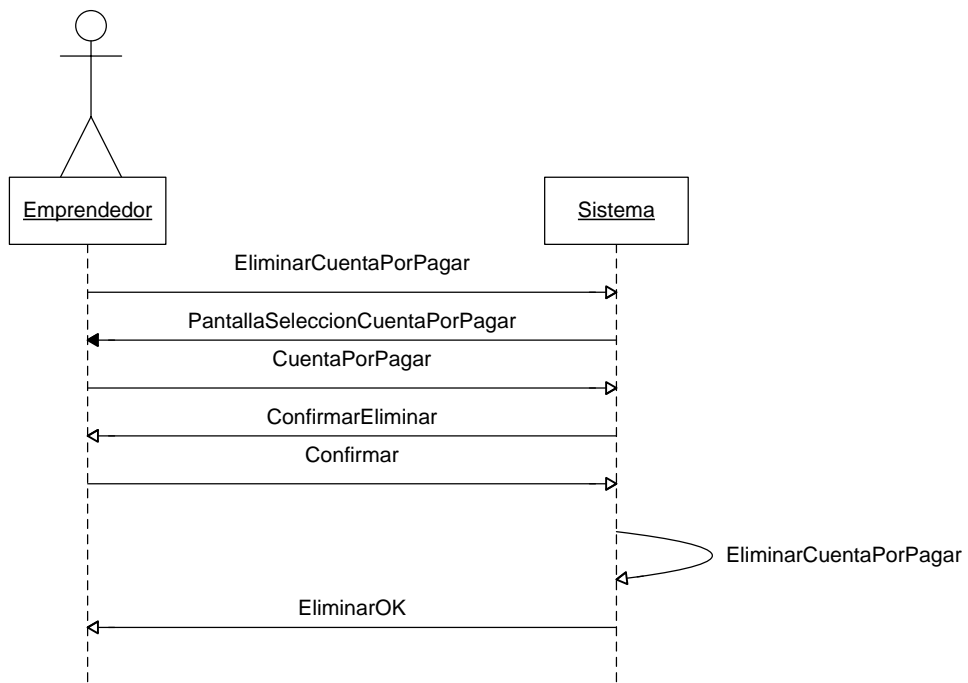 Emprendedor
Sistema
EliminarCuentaPorPagar
PantallaSeleccionCuentaPorPagar
CuentaPorPagar
ConfirmarEliminar
Confirmar
EliminarCuentaPorPagar
EliminarOK